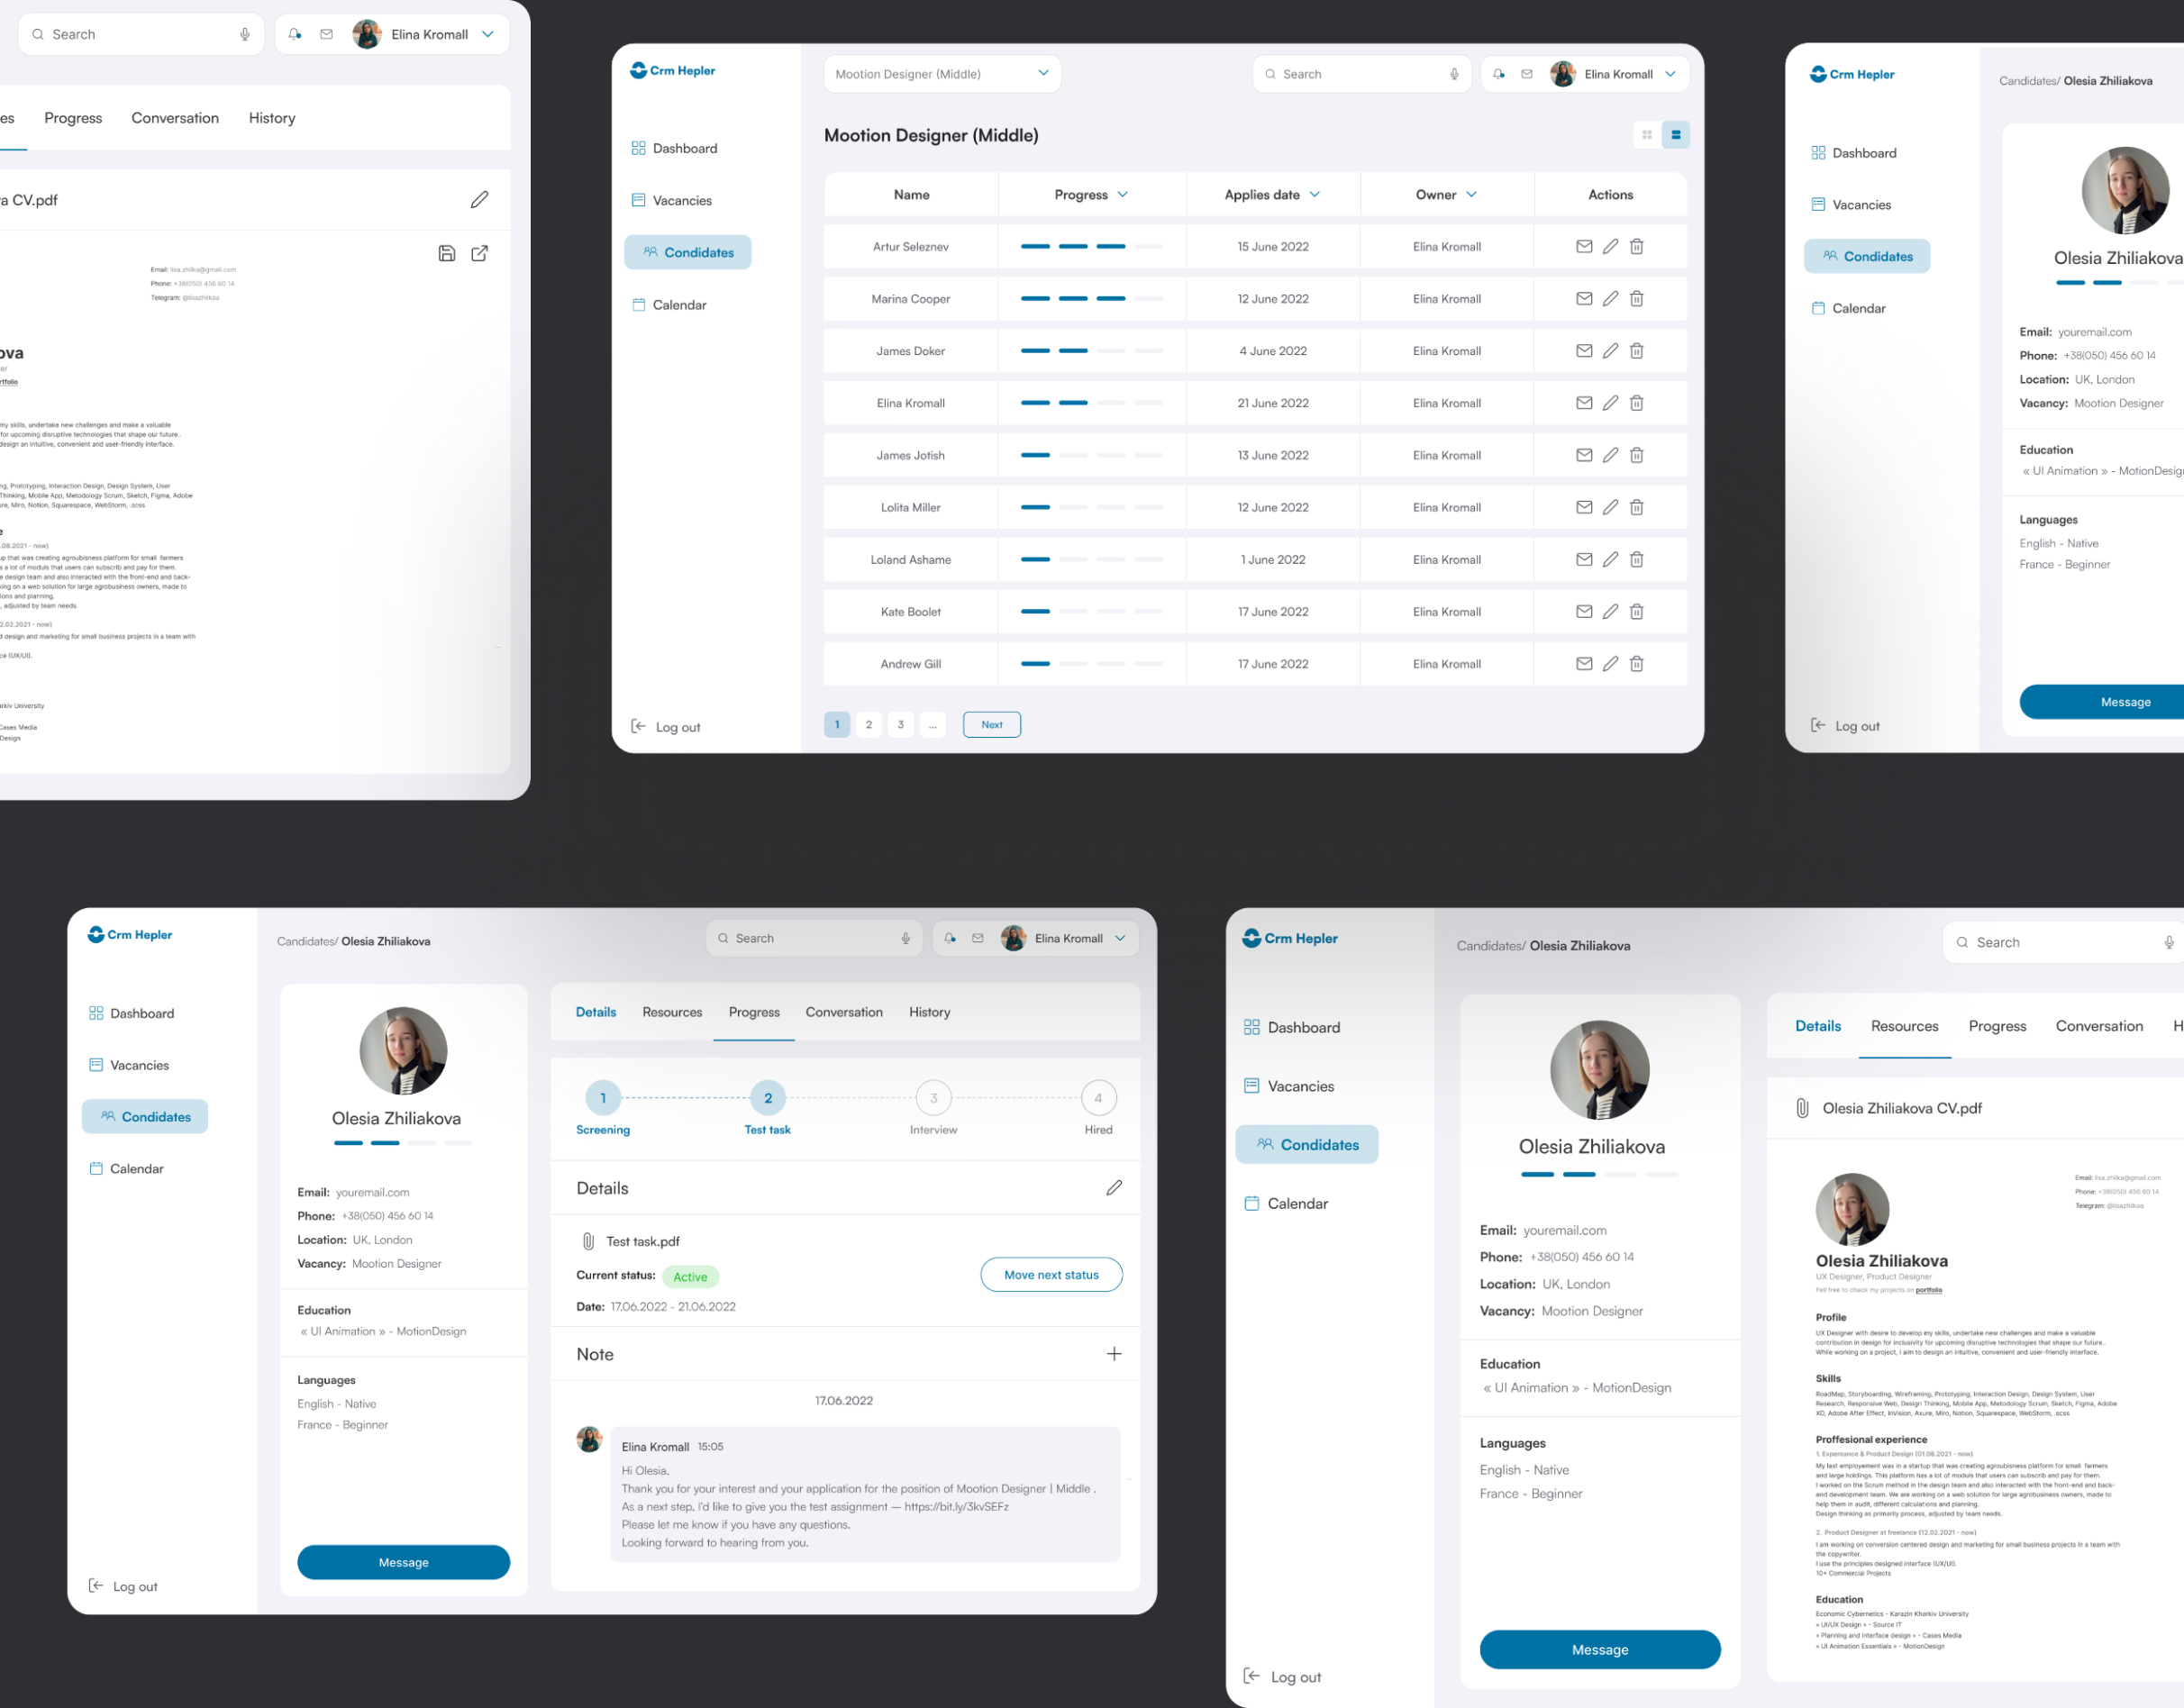 Search
Elina Kromall
es
Progress
Conversation
History
a CV.pdf
Email: lisa.zhilka@gmail.com
Phone: +38(050) 456 60 14
Telegram: @lisazhilkaa
ova
er
rtfolio
my skills, undertake new challenges and make a valuable
for upcoming disruptive technologies that shape our future..
design an intuitive, convenient and user-friendly interface.
ng, Prototyping, Interaction Design, Design System, User
Thinking, Mobile App, Metodology Scrum, Sketch, Figma, Adobe
ure, Miro, Notion, Squarespace, WebStorm, .scss
e
.08.2021 - now)
up that was creating agroubisness platform for small farmers
s a lot of moduls that users can subscrib and pay for them.
e design team and also interacted with the front-end and back-
king on a web solution for large agrobusiness owners, made to
ions and planning.
, adjusted by team needs.
2.02.2021 - now)
d design and marketing for small business projects in a team with
ce (UX/UI).
arkiv University
Cases Media
Design
Crm Hepler
Mootion Designer (Middle)
Search
Elina Kromall
Dashboard
Vacancies
Candidates
Calendar
Log out
Mootion Designer (Middle)
Name Progress Applies date Owner Actions
Artur Seleznev 15 June 2022 Elina Kromall
Marina Cooper 12 June 2022 Elina Kromall
James Doker 4 June 2022 Elina Kromall
Elina Kromall 21 June 2022 Elina Kromall
James Jotish 13 June 2022 Elina Kromall
Lolita Miller 12 June 2022 Elina Kromall
Loland Ashame 1 June 2022 Elina Kromall
Kate Boolet 17 June 2022 Elina Kromall
Andrew Gill 17 June 2022 Elina Kromall
1 2 3 ... Next
Crm Hepler
Candidates/ Olesia Zhiliakova
Dashboard
Vacancies
Candidates
Calendar
Log out
Olesia Zhiliakova
Email: youremail.com
Phone: +38(050) 456 60 14
Location: UK, London
Vacancy: Mootion Designer
Education
« UI Animation » - MotionDesig
Languages
English - Native
France - Beginner
Message
Crm Hepler
Candidates/ Olesia Zhiliakova
Search
Elina Kromall
Dashboard
Vacancies
Candidates
Calendar
Log out
Olesia Zhiliakova
Email: youremail.com
Phone: +38(050) 456 60 14
Location: UK, London
Vacancy: Mootion Designer
Education
« UI Animation » - MotionDesign
Languages
English - Native
France - Beginner
Message
Details Resources Progress Conversation History
1 2 3 4
Screening Test task Interview Hired
Details
Test task.pdf
Current status: Active
Move next status
Date: 17.06.2022 - 21.06.2022
Note
17.06.2022
Elina Kromall 15:05
Hi Olesia,
Thank you for your interest and your application for the position of Mootion Designer | Middle .
As a next step, I'd like to give you the test assignment — https://bit.ly/3kvSEFz
Please let me know if you have any questions.
Looking forward to hearing from you.
Crm Hepler
Candidates/ Olesia Zhiliakova
Search
Dashboard
Vacancies
Candidates
Calendar
Log out
Olesia Zhiliakova
Email: youremail.com
Phone: +38(050) 456 60 14
Location: UK, London
Vacancy: Mootion Designer
Education
« UI Animation » - MotionDesign
Languages
English - Native
France - Beginner
Message
Details Resources Progress Conversation H
Olesia Zhiliakova CV.pdf
Email: lisa.zhilka@gmail.com
Phone: +38(050) 456 60 14
Telegram: @lisazhilkaa
Olesia Zhiliakova
UX Designer, Product Designer
Fell free to check my projects on portfolio
Profile
UX Designer with desire to develop my skills, undertake new challenges and make a valuable
contribution in design for inclusivity for upcoming disruptive technologies that shape our future..
While working on a project, I aim to design an intuitive, convenient and user-friendly interface.
Skills
RoadMap, Storyboarding, Wireframing, Prototyping, Interaction Design, Design System, User
Research, Responsive Web, Design Thinking, Mobile App, Metodology Scrum, Sketch, Figma, Adobe
XD, Adobe After Effect, InVision, Axure, Miro, Notion, Squarespace, WebStorm, .scss
Proffesional experience
1. Expereance & Product Design (01.08.2021 - now)
My last employement was in a startup that was creating agroubisness platform for small farmers
and large holdings. This platform has a lot of moduls that users can subscrib and pay for them.
I worked on the Scrum method in the design team and also interacted with the front-end and back-
end development team. We are working on a web solution for large agrobusiness owners, made to
help them in audit, different calculations and planning.
Design thinking as primarily process, adjusted by team needs.
2. Product Designer at freelance (12.02.2021 - now)
I am working on conversion centered design and marketing for small business projects in a team with
the copywriter.
I use the principles designed interface (UX/UI).
10+ Commercial Projects
Education
Economic Cybernetics - Karazin Kharkiv University
« UI/UX Design » - Source IT
« Planning and Interface design » - Cases Media
« UI Animation Essentials » - MotionDesign